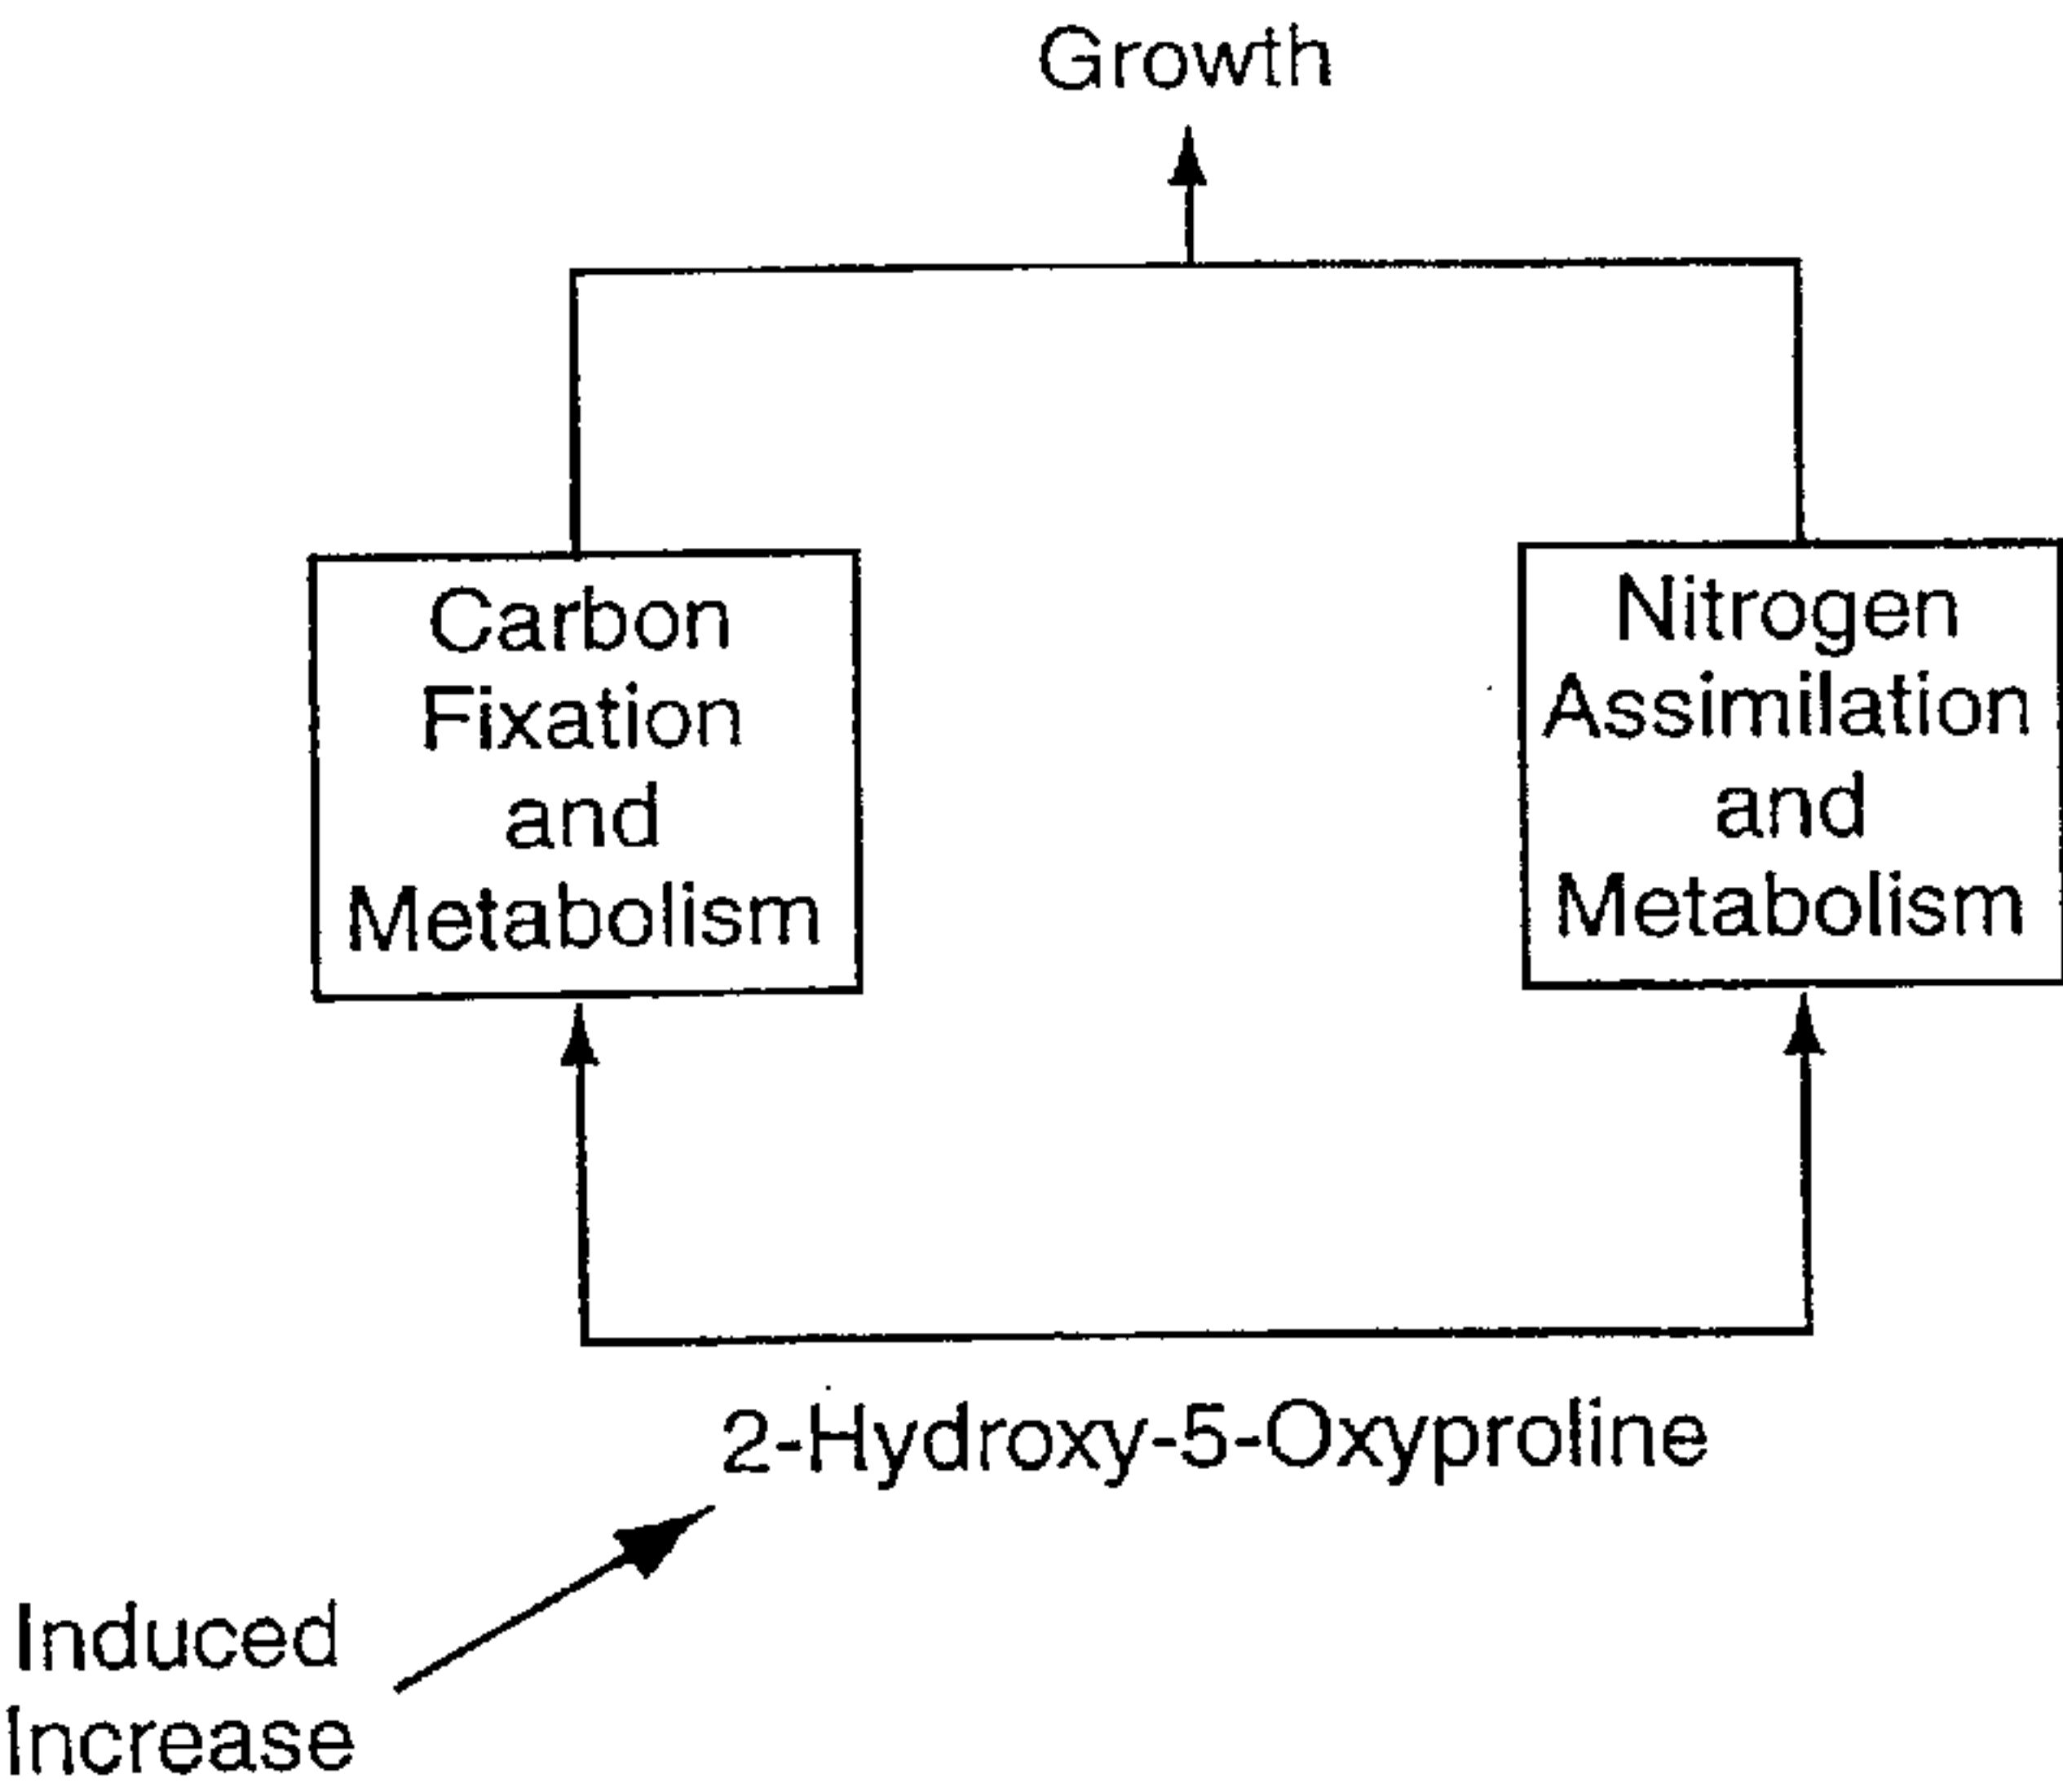 Growth
Carbon
Fixation
and
Metabolism
Nitrogen
Assimilation
and
Metabolism
2-Hydroxy-5-Oxyproline
Induced
Increase